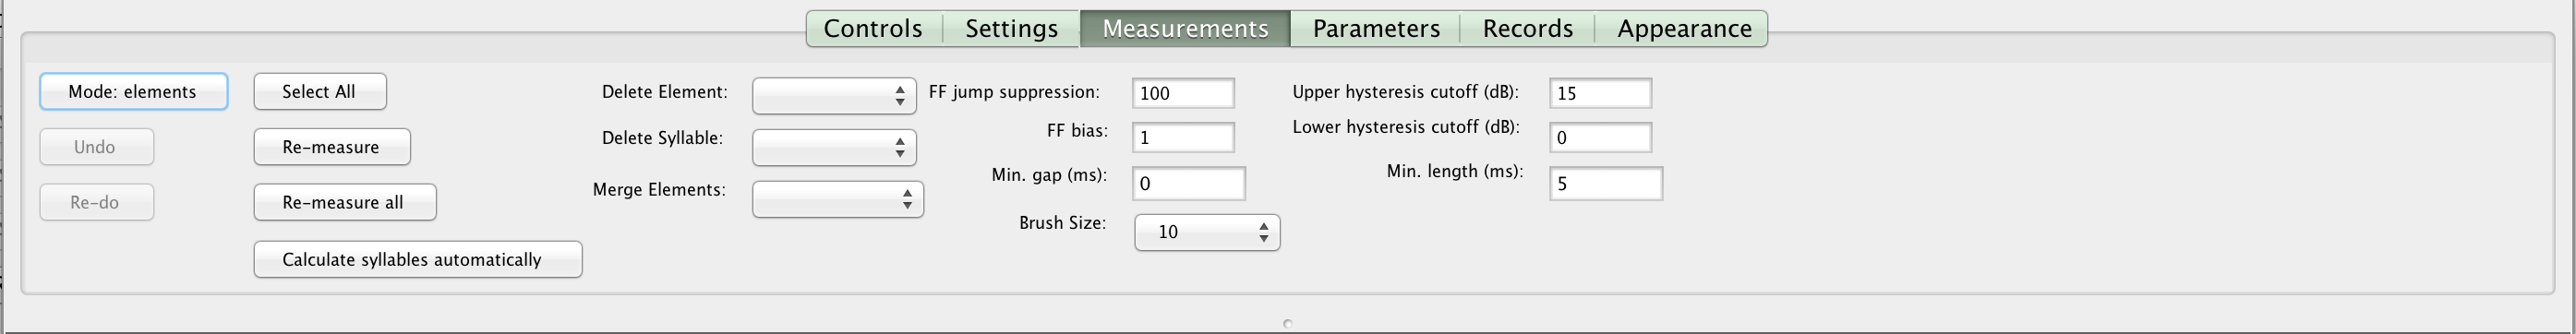 Controls Settings Measurements Parameters Records Appearance
Mode: elements
Undo
Re-do
Select All
Re-measure
Re-measure all
Calculate syllables automatically
Delete Element:
Delete Syllable:
Merge Elements:
FF jump suppression: 100
FF bias: 1
Min. gap (ms): 0
Brush Size: 10
Upper hysteresis cutoff (dB): 15
Lower hysteresis cutoff (dB): 0
Min. length (ms): 5